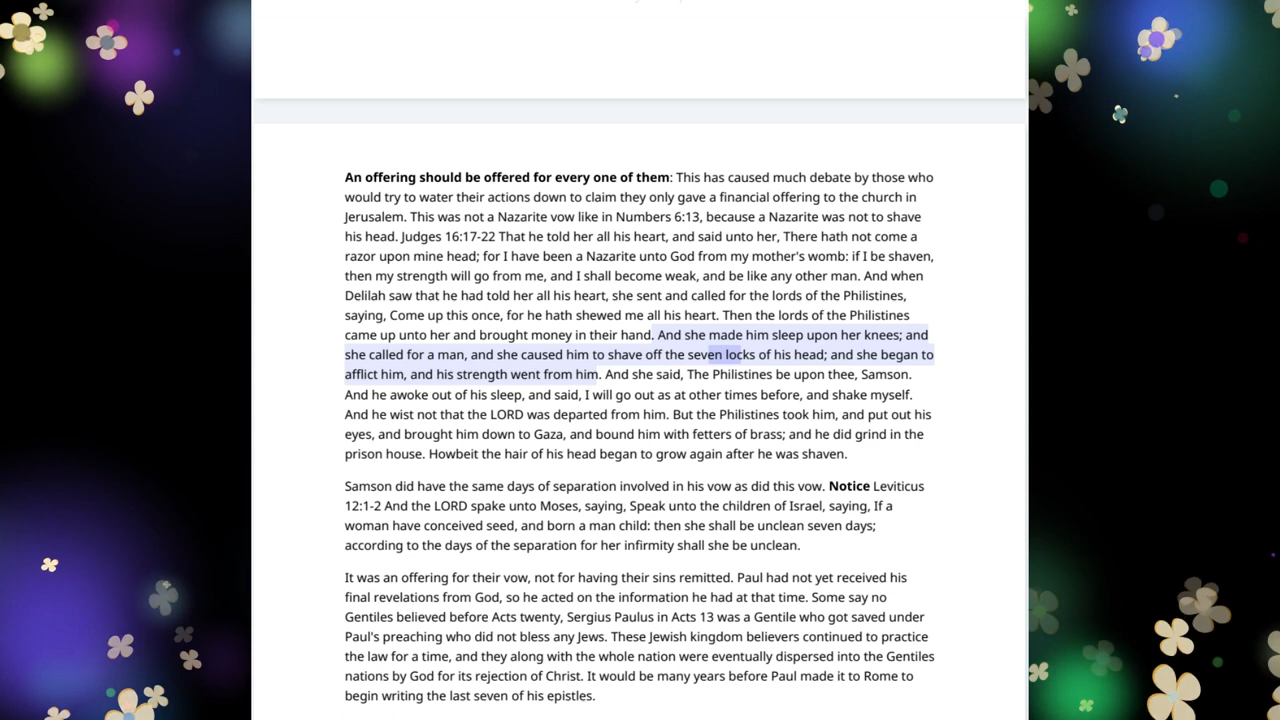 An offering should be offered for every one of them: This has caused much debate by those who
would try to water their actions down to claim they only gave a financial offering to the church in
Jerusalem. This was not a Nazarite vow like in Numbers 6:13, because a Nazarite was not to shave
his head. Judges 16:17-22 That he told her all his heart, and said unto her, There hath not come a
razor upon mine head; for I have been a Nazarite unto God from my mother's womb: if I be shaven,
then my strength will go from me, and I shall become weak, and be like any other man. And when
Delilah saw that he had told her all his heart, she sent and called for the lords of the Philistines,
saying, Come up this once, for he hath shewed me all his heart. Then the lords of the Philistines
came up unto her and brought money in their hand. And she made him sleep upon her knees; and
she called for a man, and she caused him to shave off the seven locks of his head; and she began to
afflict him, and his strength went from him. And she said, The Philistines be upon thee, Samson.
And he awoke out of his sleep, and said, I will go out as at other times before, and shake myself.
And he wist not that the LORD was departed from him. But the Philistines took him, and put out his
eyes, and brought him down to Gaza, and bound him with fetters of brass; and he did grind in the
prison house. Howbeit the hair of his head began to grow again after he was shaven.
Samson did have the same days of separation involved in his vow as did this vow. Notice Leviticus
12:1-2 And the LORD spake unto Moses, saying, Speak unto the children of Israel, saying, If a
woman have conceived seed, and born a man child: then she shall be unclean seven days;
according to the days of the separation for her infirmity shall she be unclean.
It was an offering for their vow, not for having their sins remitted. Paul had not yet received his
final revelations from God, so he acted on the information he had at that time. Some say no
Gentiles believed before Acts twenty, Sergius Paulus in Acts 13 was a Gentile who got saved under
Paul's preaching who did not bless any Jews. These Jewish kingdom believers continued to practice
the law for a time, and they along with the whole nation were eventually dispersed into the Gentiles
nations by God for its rejection of Christ. It would be many years before Paul made it to Rome to
begin writing the last seven of his epistles.